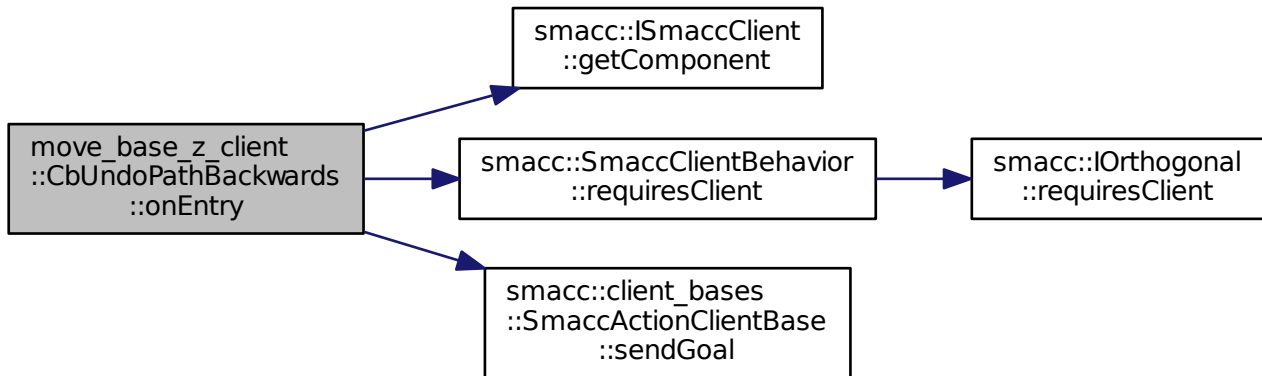 smacc::ISmaccClient
::getComponent
move_base_z_client
::CbUndoPathBackwards
::onEntry
smacc::SmaccClientBehavior
::requiresClient
smacc::IOrthogonal
::requiresClient
smacc::client_bases
::SmaccActionClientBase
::sendGoal